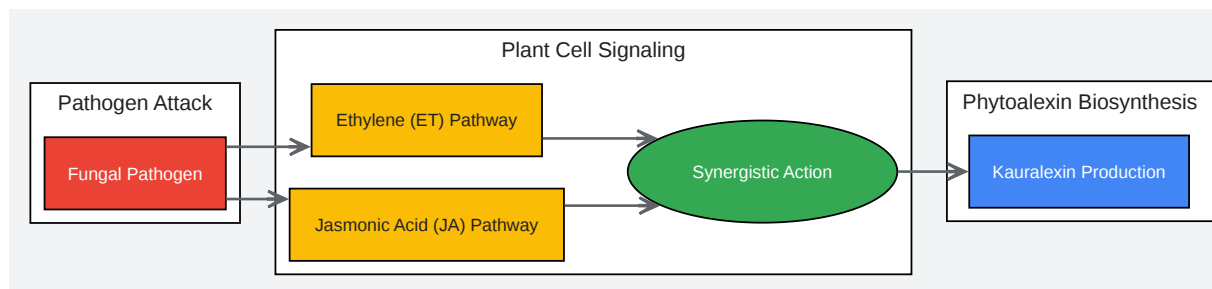 Plant Cell Signaling
Pathogen Attack
Phytoalexin Biosynthesis
Ethylene (ET) Pathway
Fungal Pathogen
Synergistic Action
Kauralexin Production
Jasmonic Acid (JA) Pathway